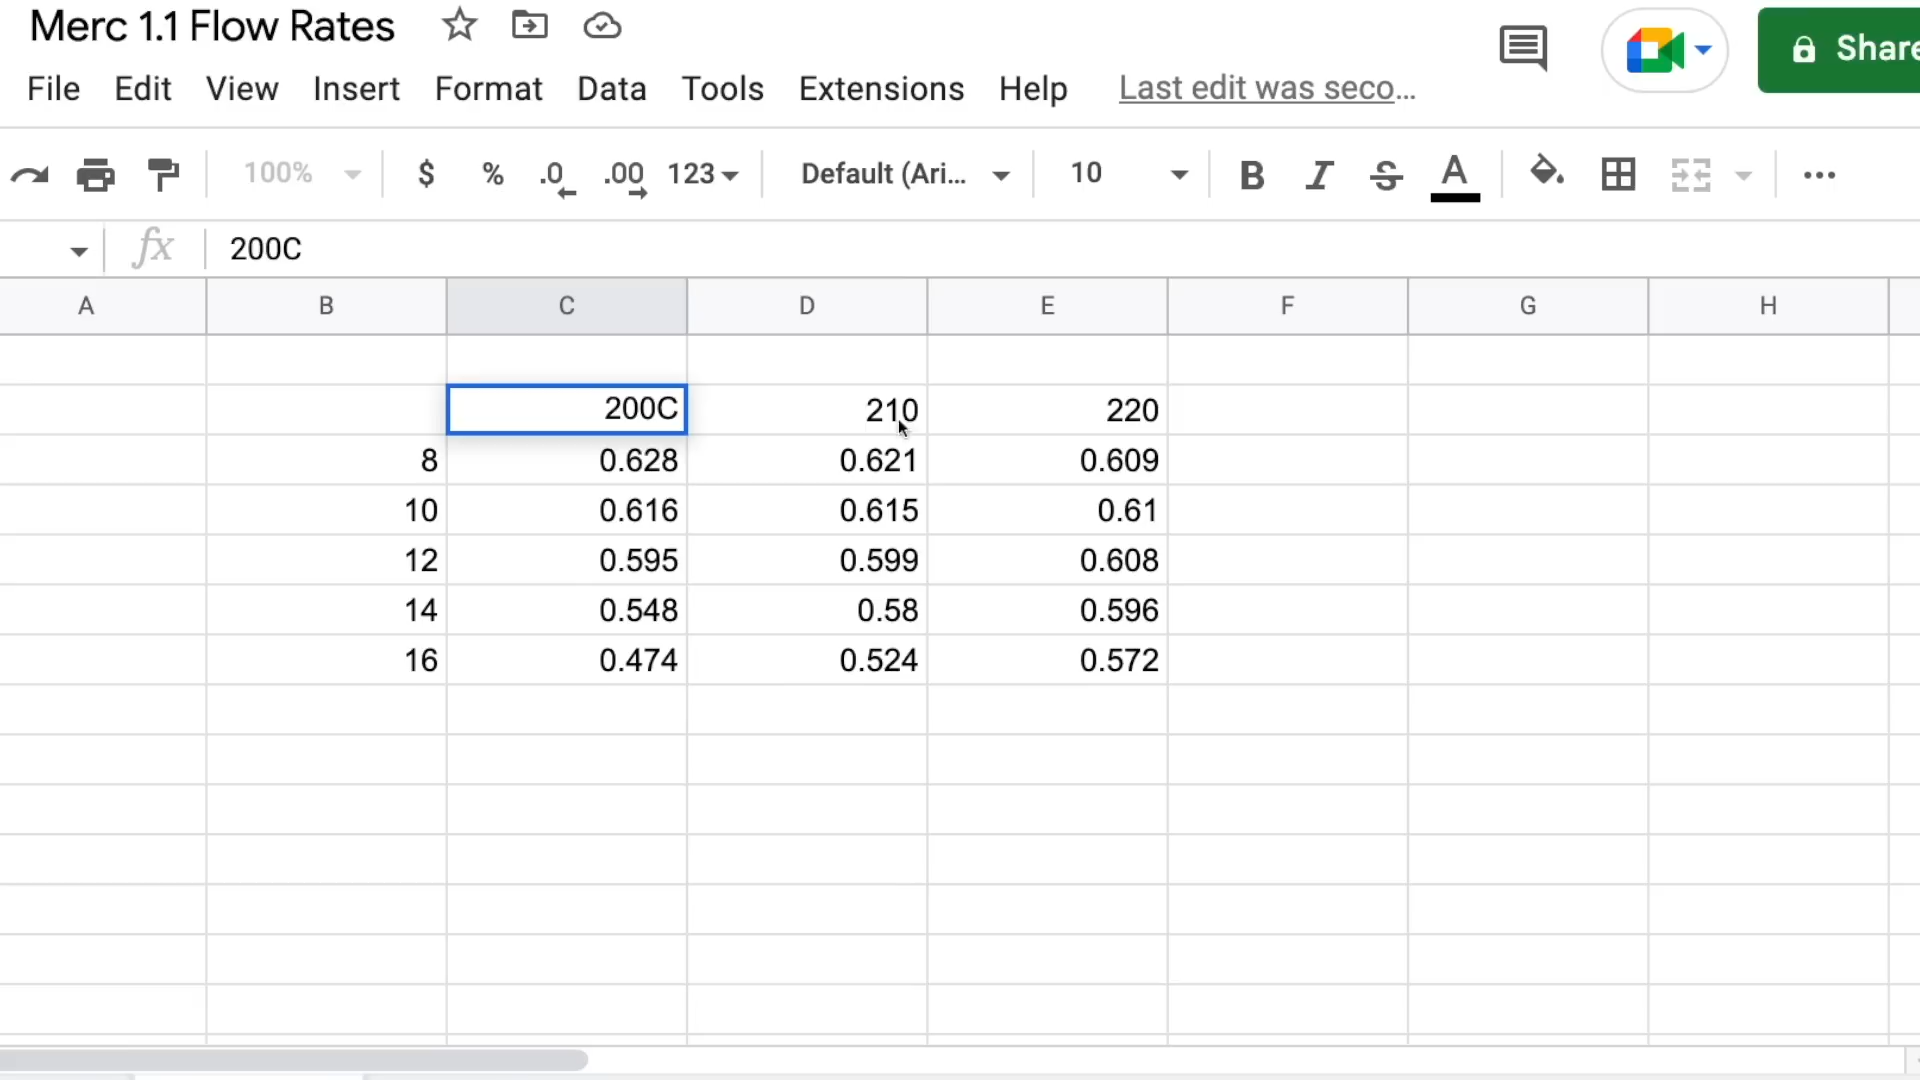 Merc 1.1 Flow Rates
Share
File Edit View Insert Format Data Tools Extensions Help Last edit was seco...
100% $ % .0 .00 123 Default (Ari... 10 B I S A
fx 200C
A B C D E F G H
200C 210 220
8 0.628 0.621 0.609
10 0.616 0.615 0.61
12 0.595 0.599 0.608
14 0.548 0.58 0.596
16 0.474 0.524 0.572